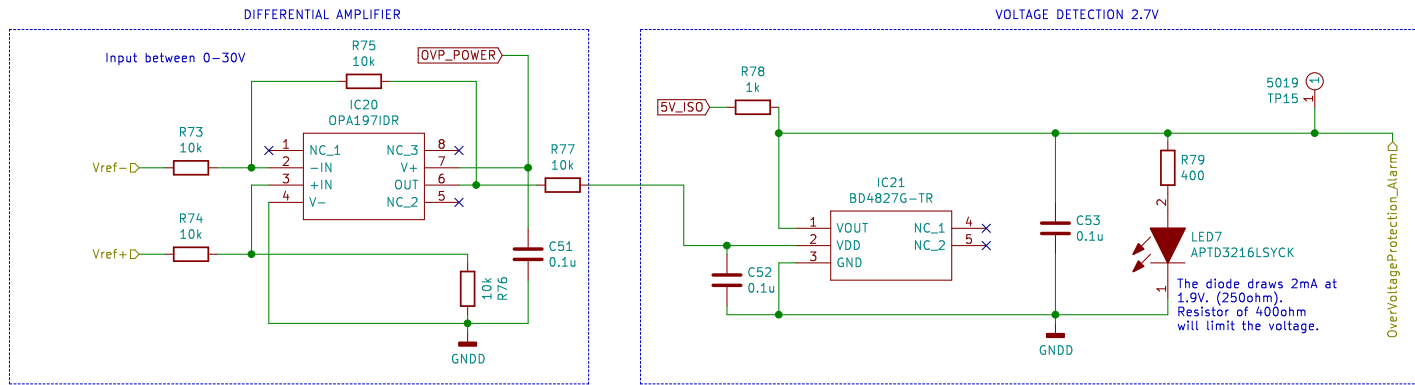 DIFFERENTIAL AMPLIFIER
Input between 0-30V
R75
10k
OVP_POWER
IC20
OPA197IDR
R73
10k
Vref-
1
2
3
4
NC_1
-IN
+IN
V-
NC_3
V+
OUT
NC_2
8
7
6
5
R77
10k
R74
10k
Vref+
10k
R76
C51
0.1u
GNDD
VOLTAGE DETECTION 2.7V
R78
1k
5V_ISO
5019
TP15
1
1
IC21
BD4827G-TR
1
2
3
VOUT
VDD
GND
NC_1
NC_2
4
5
C52
0.1u
C53
0.1u
R79
400
2
LED7
APTD3216LSYCK
1
The diode draws 2mA at
1.9V. (250ohm).
Resistor of 400ohm
will limit the voltage.
GNDD
OverVoltageProtection_Alarm